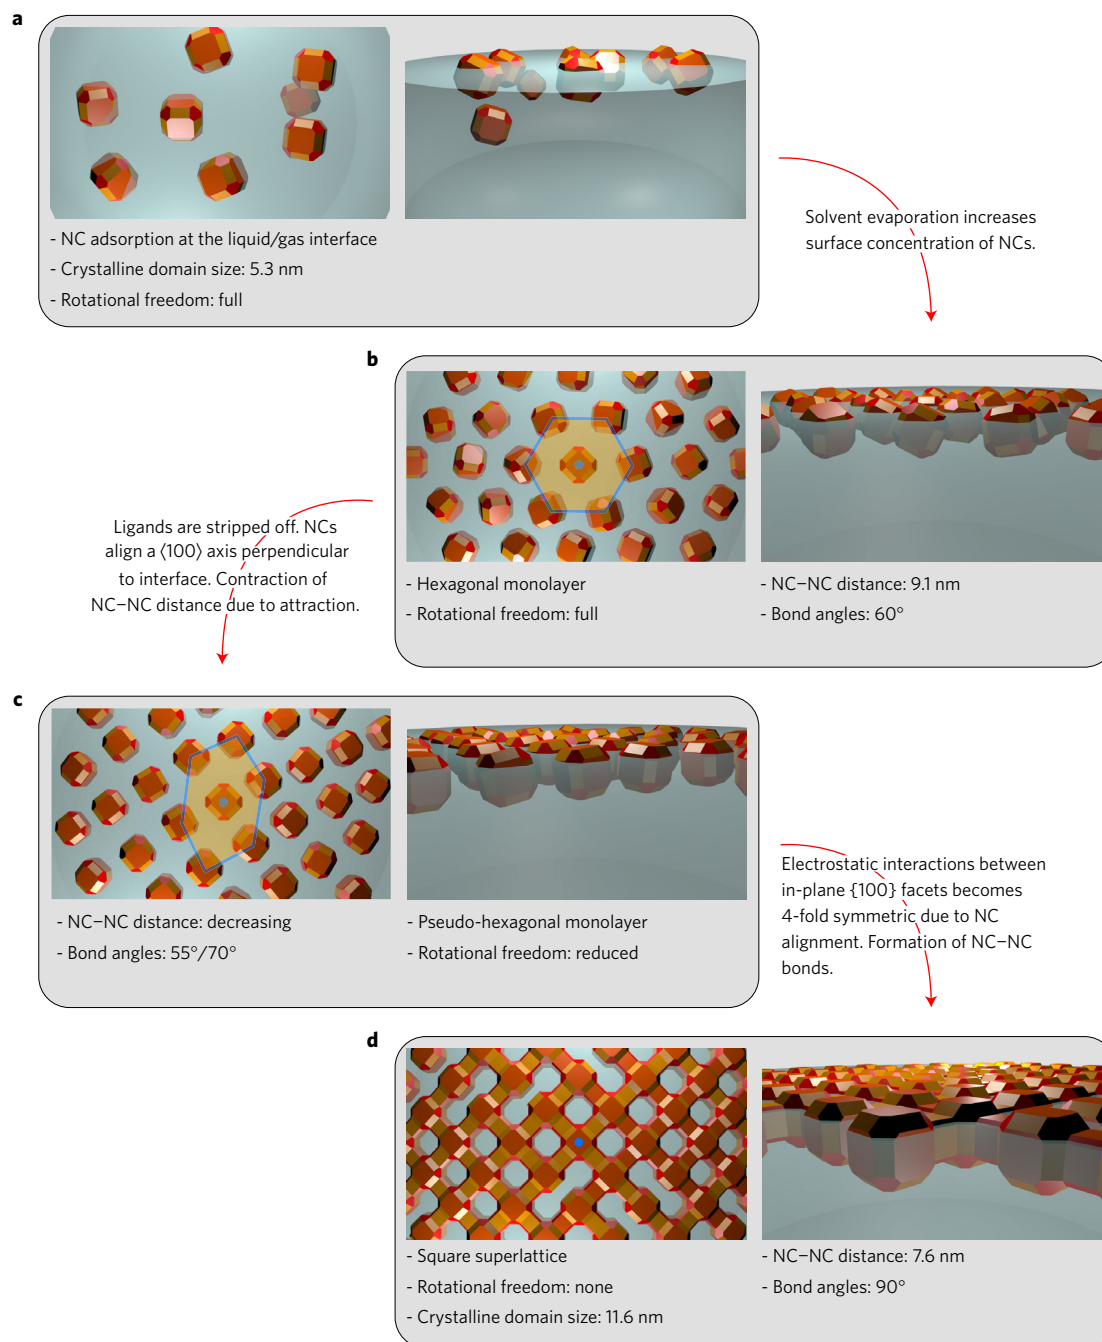 a
- NC adsorption at the liquid/gas interface
- Crystalline domain size: 5.3 nm
- Rotational freedom: full
Solvent evaporation increases
surface concentration of NCs.
b
- Hexagonal monolayer
- Rotational freedom: full
- NC–NC distance: 9.1 nm
- Bond angles: 60°
Ligands are stripped off. NCs
align a ⟨100⟩ axis perpendicular
to interface. Contraction of
NC–NC distance due to attraction.
c
- NC–NC distance: decreasing
- Bond angles: 55°/70°
- Pseudo-hexagonal monolayer
- Rotational freedom: reduced
Electrostatic interactions between
in-plane {100} facets becomes
4-fold symmetric due to NC
alignment. Formation of NC–NC
bonds.
d
- Square superlattice
- Rotational freedom: none
- Crystalline domain size: 11.6 nm
- NC–NC distance: 7.6 nm
- Bond angles: 90°